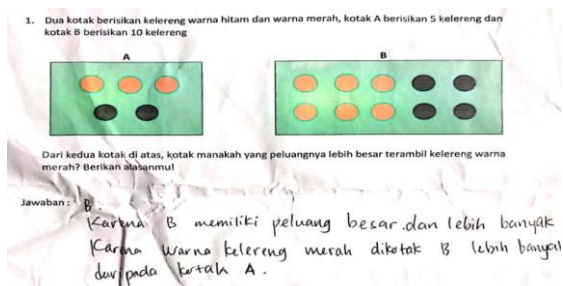 1. Dua kotak berisikan kelereng warna hitam dan warna merah, kotak A berisikan 5 kelereng dan
kotak B berisikan 10 kelereng
A
B
Dari kedua kotak di atas, kotak manakah yang peluangnya lebih besar terambil kelereng warna
merah? Berikan alasanmu!
Jawaban : B.
Karena B memiliki peluang besar.dan lebih banyak
Karna warna kelereng merah dikotak B lebih banyak
daripada kotak A.